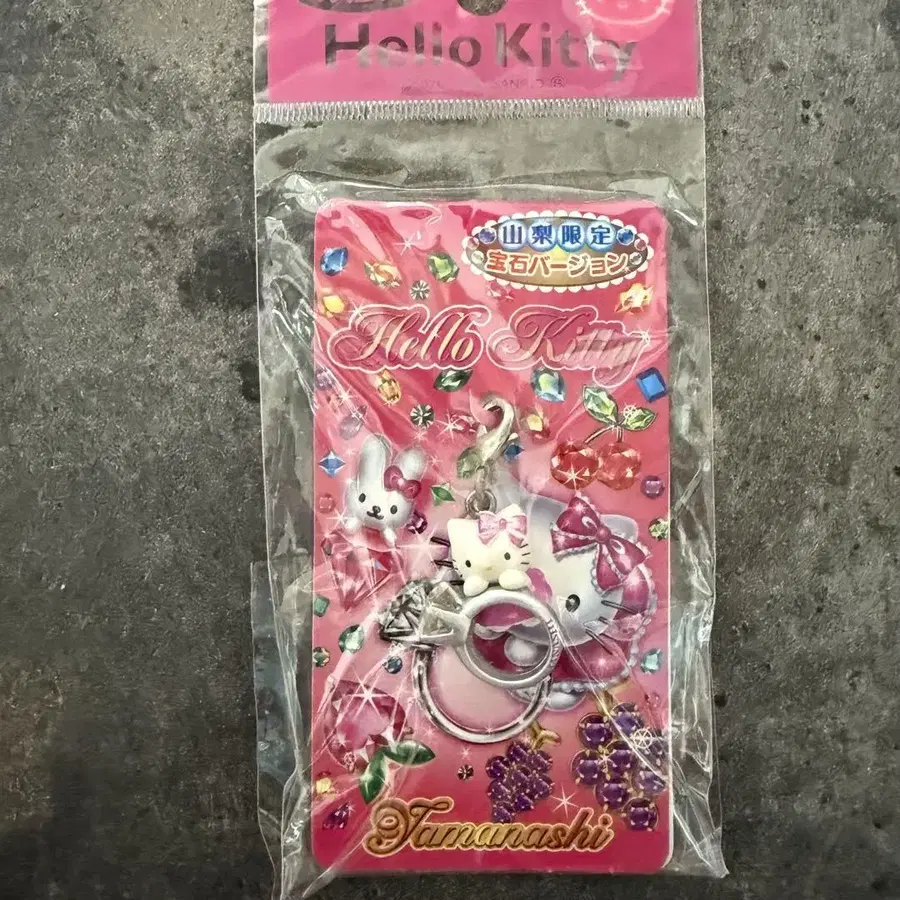 Hello Kitty
山梨限定
宝石バージョン
Hello Kitty
Yamanashi